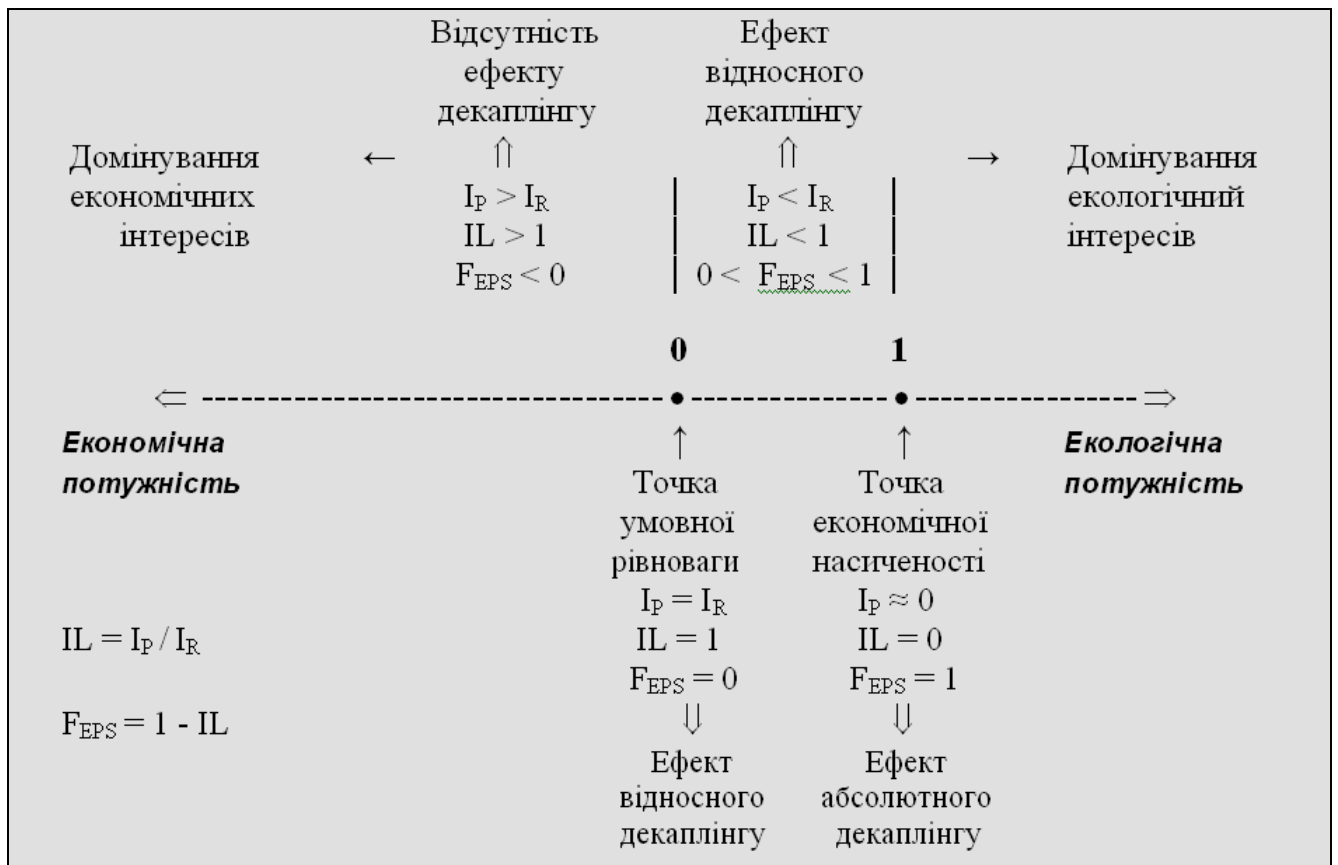 Відсутність
ефекту
декаплінгу
⇑
Ефект
відносного
декаплінгу
⇑
Домінування
економічних
інтересів
←
→
Домінування
екологічний
інтересів
I_P > I_R
IL > 1
F_EPS < 0
I_P < I_R
IL < 1
0 < F_EPS < 1
0 1
⇐ ⇒
Економічна
потужність
Екологічна
потужність
↑
Точка
умовної
рівноваги
I_P = I_R
IL = 1
F_EPS = 0
⇓
Ефект
відносного
декаплінгу
↑
Точка
економічної
насиченості
I_P ≈ 0
IL = 0
F_EPS = 1
⇓
Ефект
абсолютного
декаплінгу
IL = I_P / I_R
F_EPS = 1 - IL